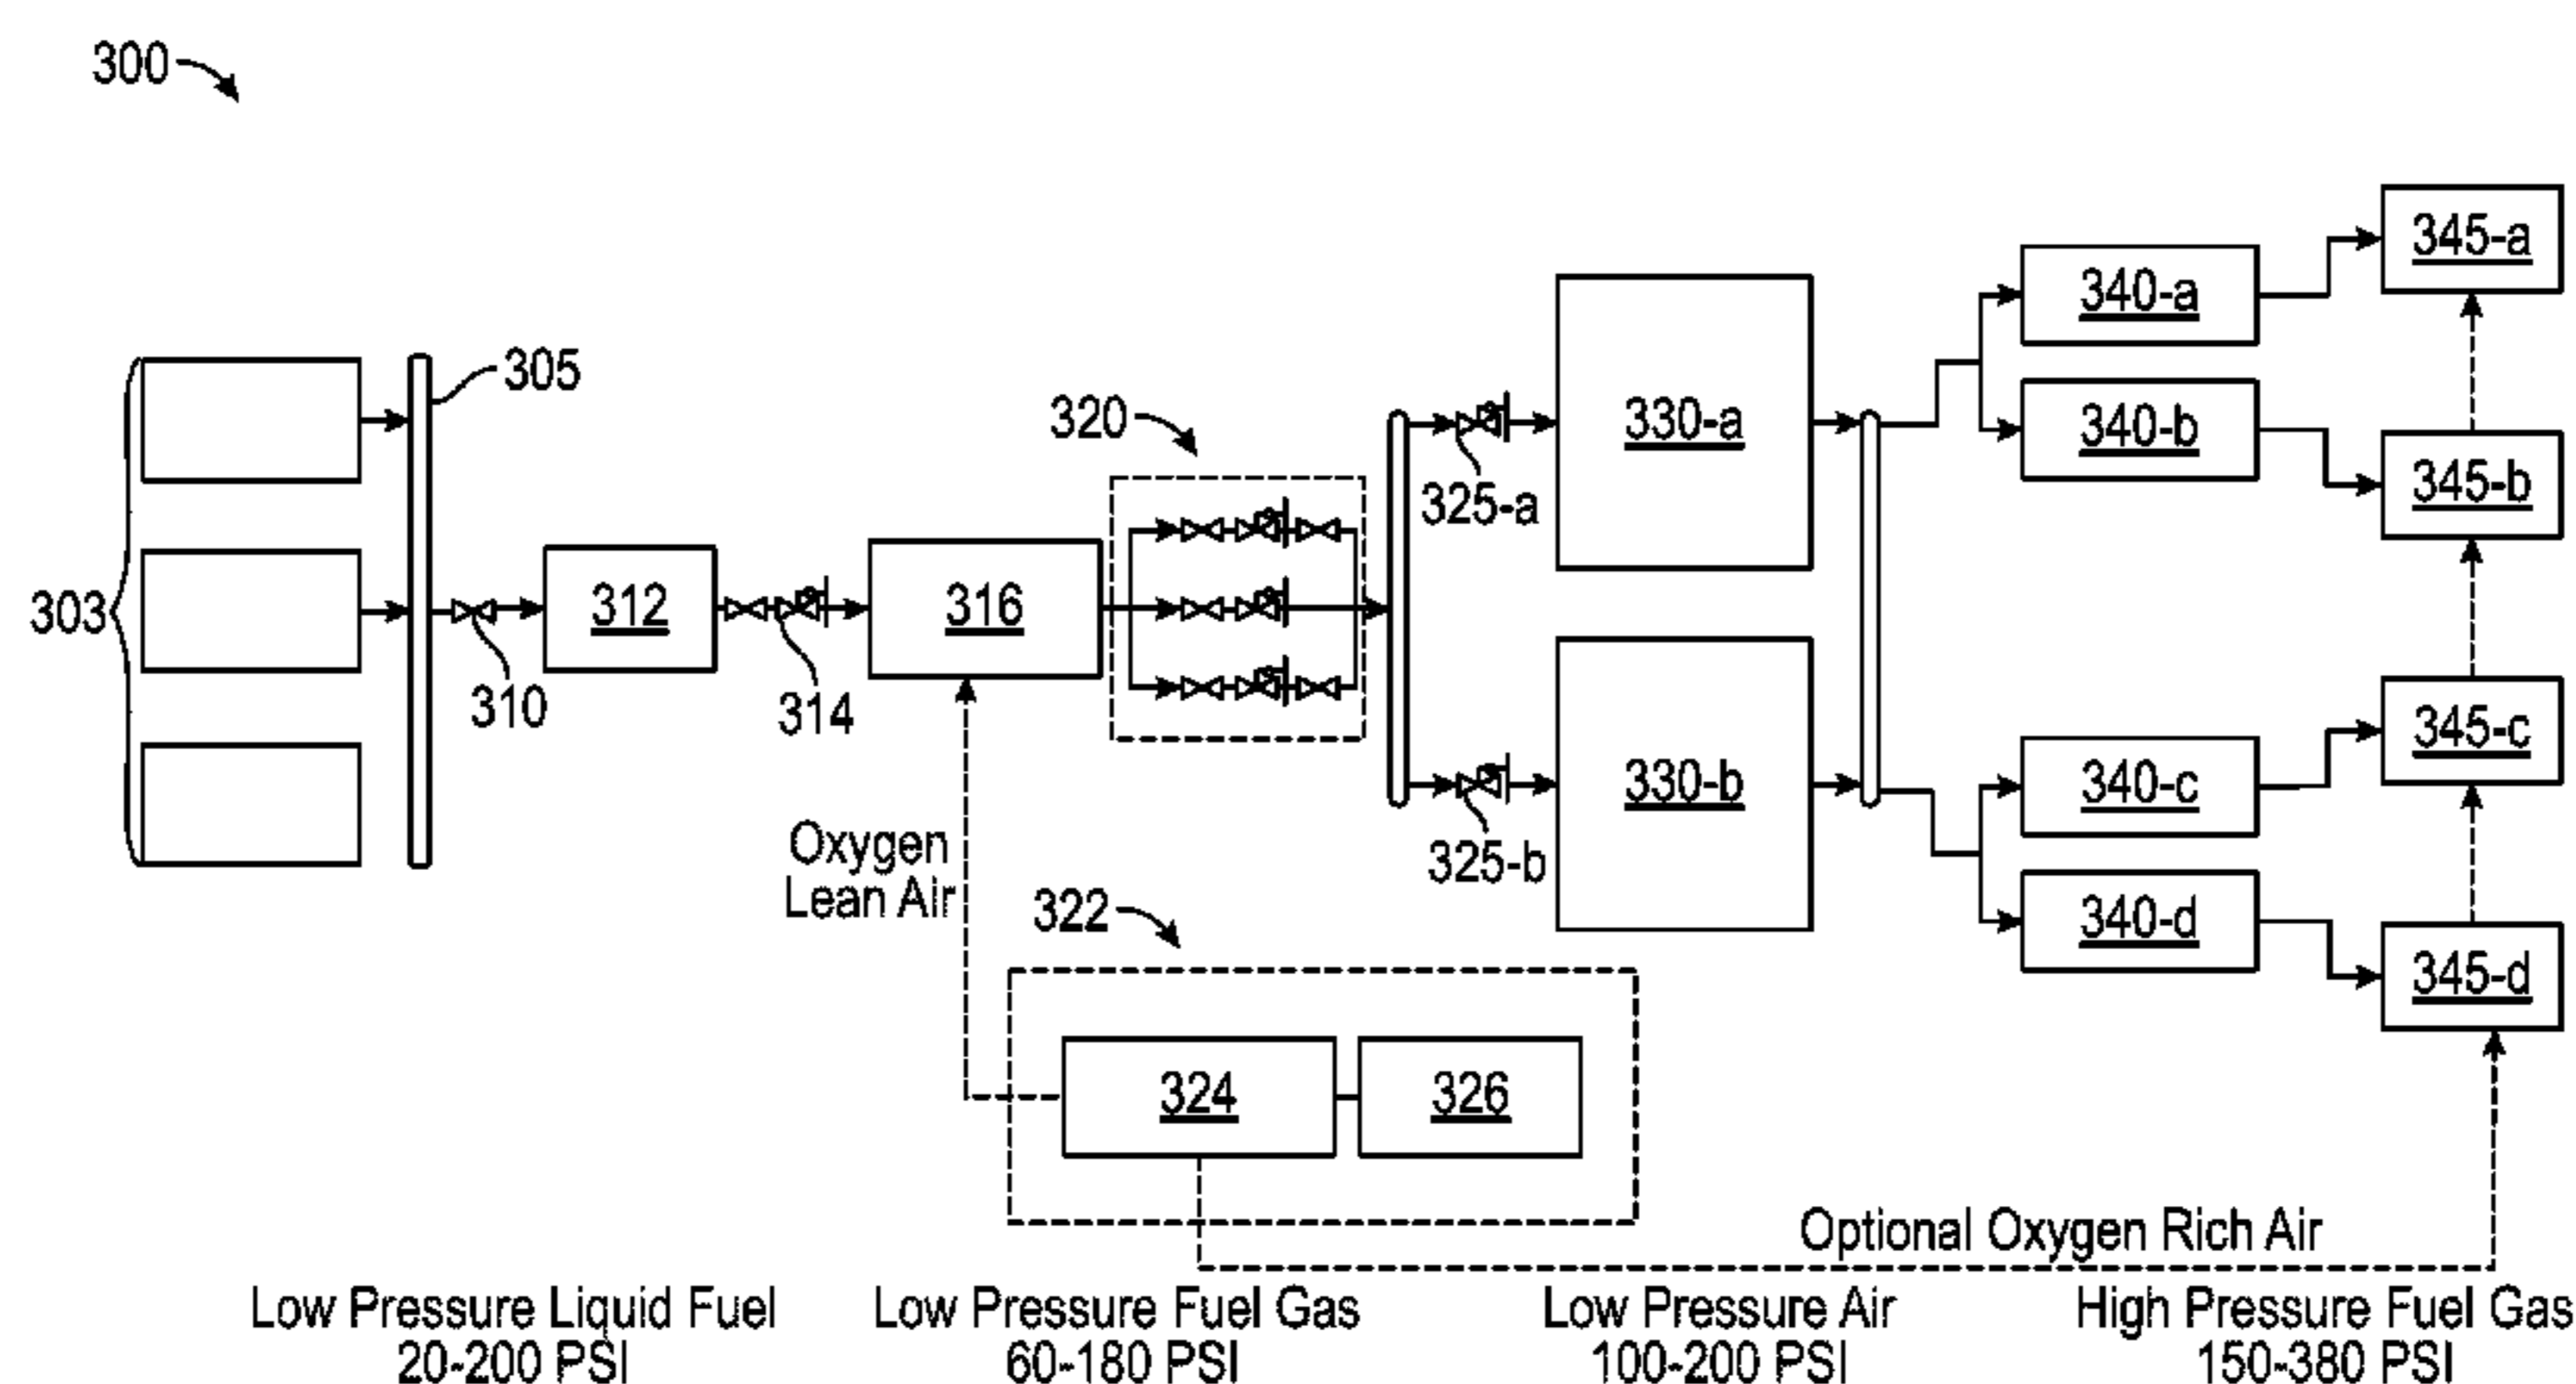 300
345-a
340-a
305
340-b
320
330-a
345-b
325-a
303
312
316
310
314
345-c
330-b
340-c
Oxygen
Lean Air
325-b
322
340-d
345-d
324
326
Optional Oxygen Rich Air
Low Pressure Liquid Fuel
20-200 PSI
Low Pressure Fuel Gas
60-180 PSI
Low Pressure Air
100-200 PSI
High Pressure Fuel Gas
150-380 PSI